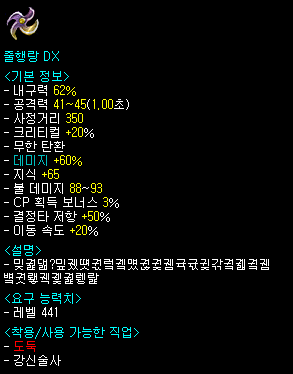 줄행랑 DX
<기본 정보>
- 내구력 62%
- 공격력 41~45(1,00초)
- 사정거리 350
- 크리티컬 +20%
- 무한 탄환
- 데미지 +60%
- 지식 +65
- 불 데미지 88~93
- CP 획득 보너스 3%
- 결정타 저항 +50%
- 이동 속도 +20%
<설명>
<요구 능력치>
- 레벨 441
<착용/사용 가능한 직업>
- 도둑
- 강신술사